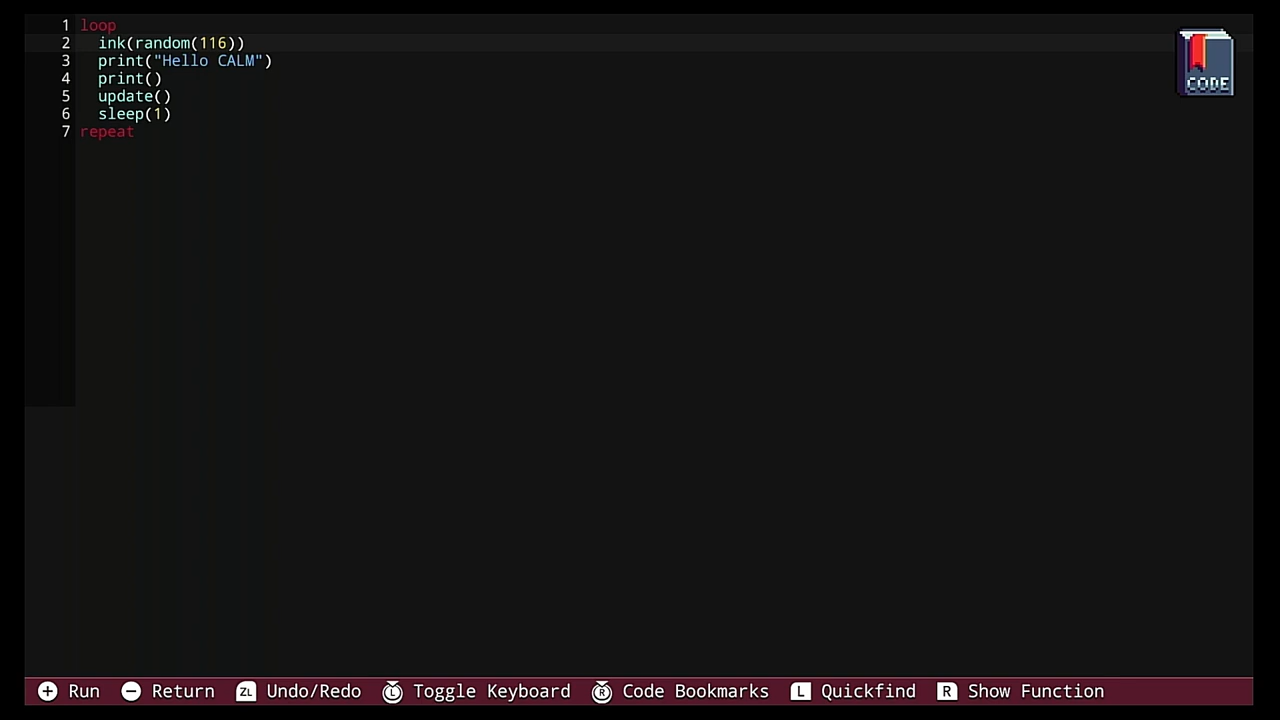 1 loop
2 ink(random(116))
3 print("Hello CALM")
4 print()
5 update()
6 sleep(1)
7 repeat
CODE
+ Run - Return ZL Undo/Redo L Toggle Keyboard R Code Bookmarks L Quickfind R Show Function